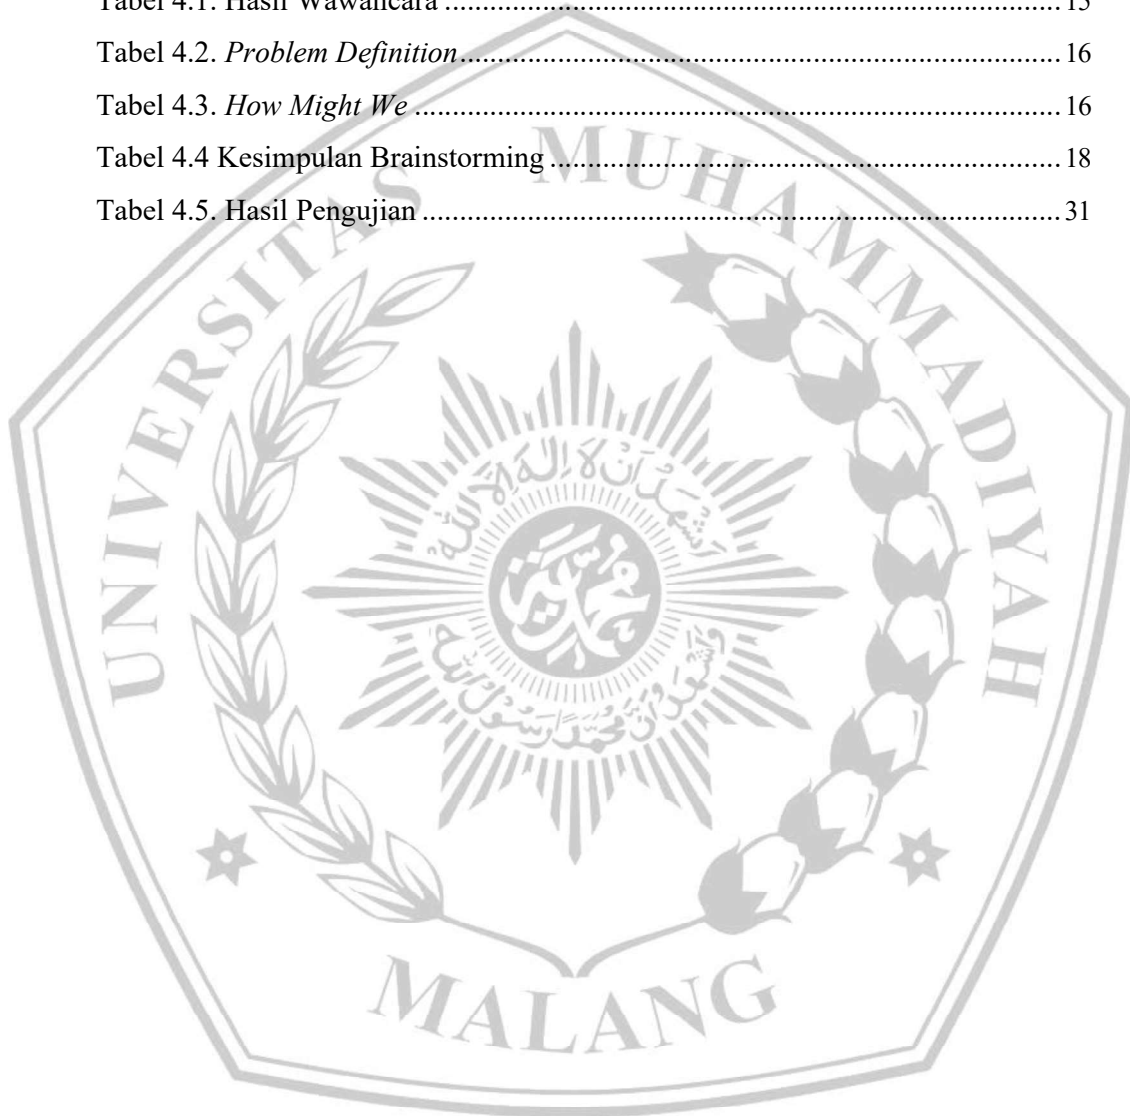 Tabel 4.1. Hasil Wawancara ........................................................................... 15
Tabel 4.2. Problem Definition ........................................................................... 16
Tabel 4.3. How Might We ........................................................................... 16
Tabel 4.4 Kesimpulan Brainstorming ........................................................................... 18
Tabel 4.5. Hasil Pengujian ........................................................................... 31
UNIVERSITAS MUHAMMADIYAH
MALANG